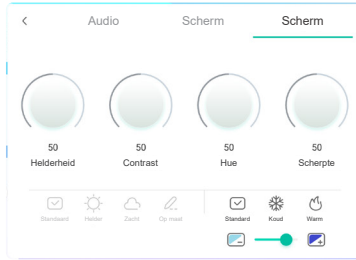 Audio Scherm Scherm
50 50 50 50
Helderheid Contrast Hue Scherpte
Standaard Helder Zacht Op maat Standard Koud Warm